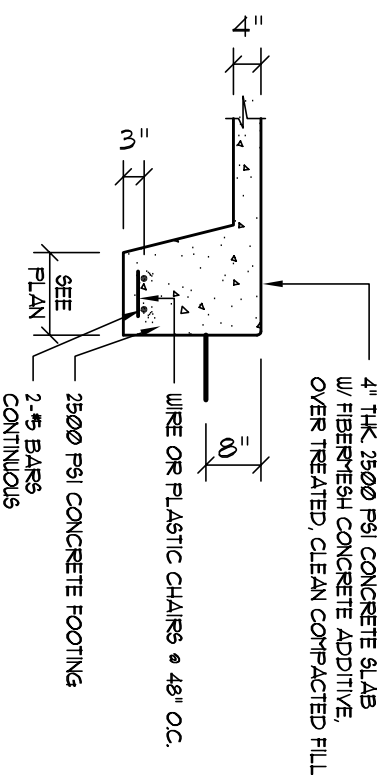 4" THK. 2500 PSI CONCRETE SLAB
W/ FIBERMESH CONCRETE ADDITIVE,
OVER TREATED, CLEAN COMPACTED FILL
4"
8"
3"
SEE
PLAN
WIRE OR PLASTIC CHAIRS @ 48" O.C.
2500 PSI CONCRETE FOOTING
2-#5 BARS
CONTINUOUS